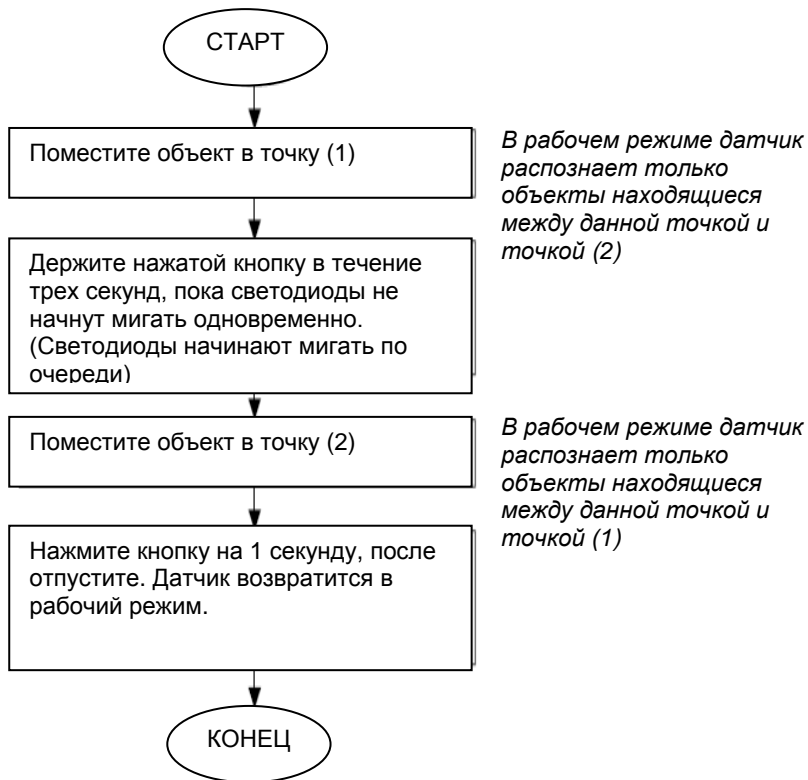 СТАРТ
Поместите объект в точку (1)
В рабочем режиме датчик
распознает только
объекты находящиеся
между данной точкой и
точкой (2)
Держите нажатой кнопку в течение
трех секунд, пока светодиоды не
начнут мигать одновременно.
(Светодиоды начинают мигать по
очереди)
Поместите объект в точку (2)
В рабочем режиме датчик
распознает только
объекты находящиеся
между данной точкой и
точкой (1)
Нажмите кнопку на 1 секунду, после
отпустите. Датчик возвратится в
рабочий режим.
КОНЕЦ